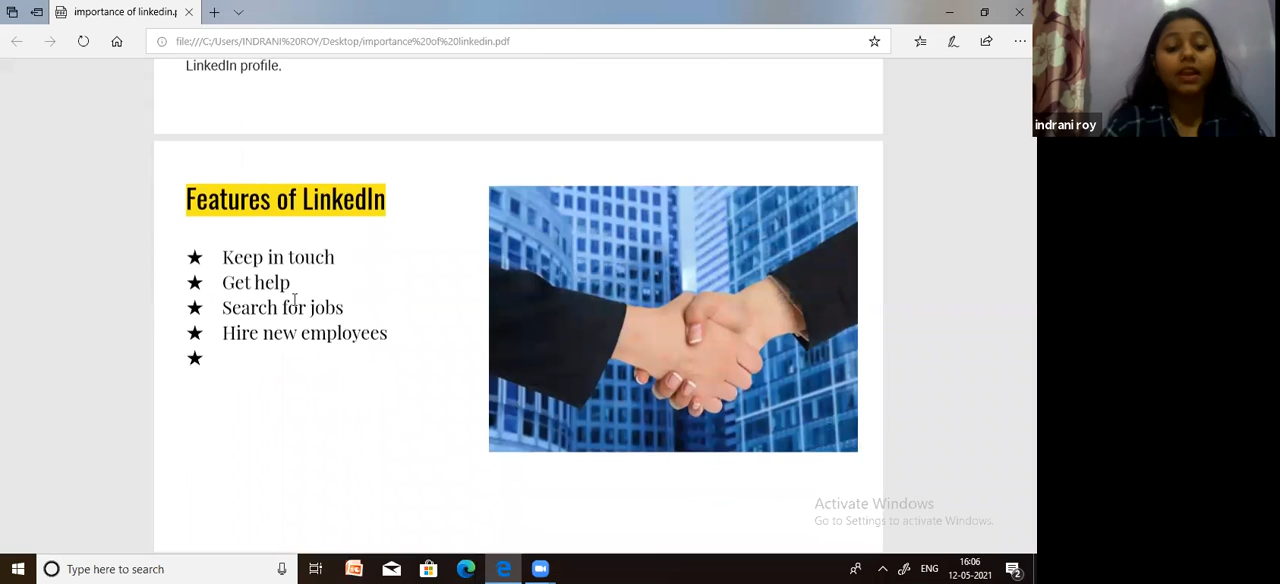 importance of linkedin.p
file:///C:/Users/INDRANI%20ROY/Desktop/importance%20of%20linkedin.pdf
indrani roy
LinkedIn profile.
Features of LinkedIn
★ Keep in touch
★ Get help
★ Search for jobs
★ Hire new employees
★
Activate Windows
Go to Settings to activate Windows.
Type here to search
ENG
16:06
12-05-2021
2